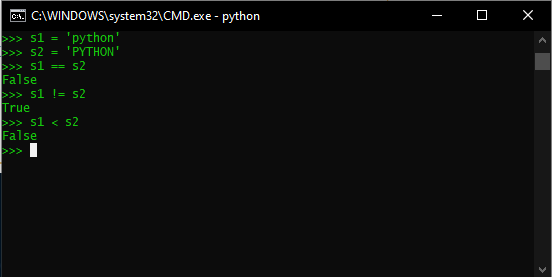 C:\WINDOWS\system32\CMD.exe - python
>>> s1 = 'python'
>>> s2 = 'PYTHON'
>>> s1 == s2
False
>>> s1 != s2
True
>>> s1 < s2
False
>>>